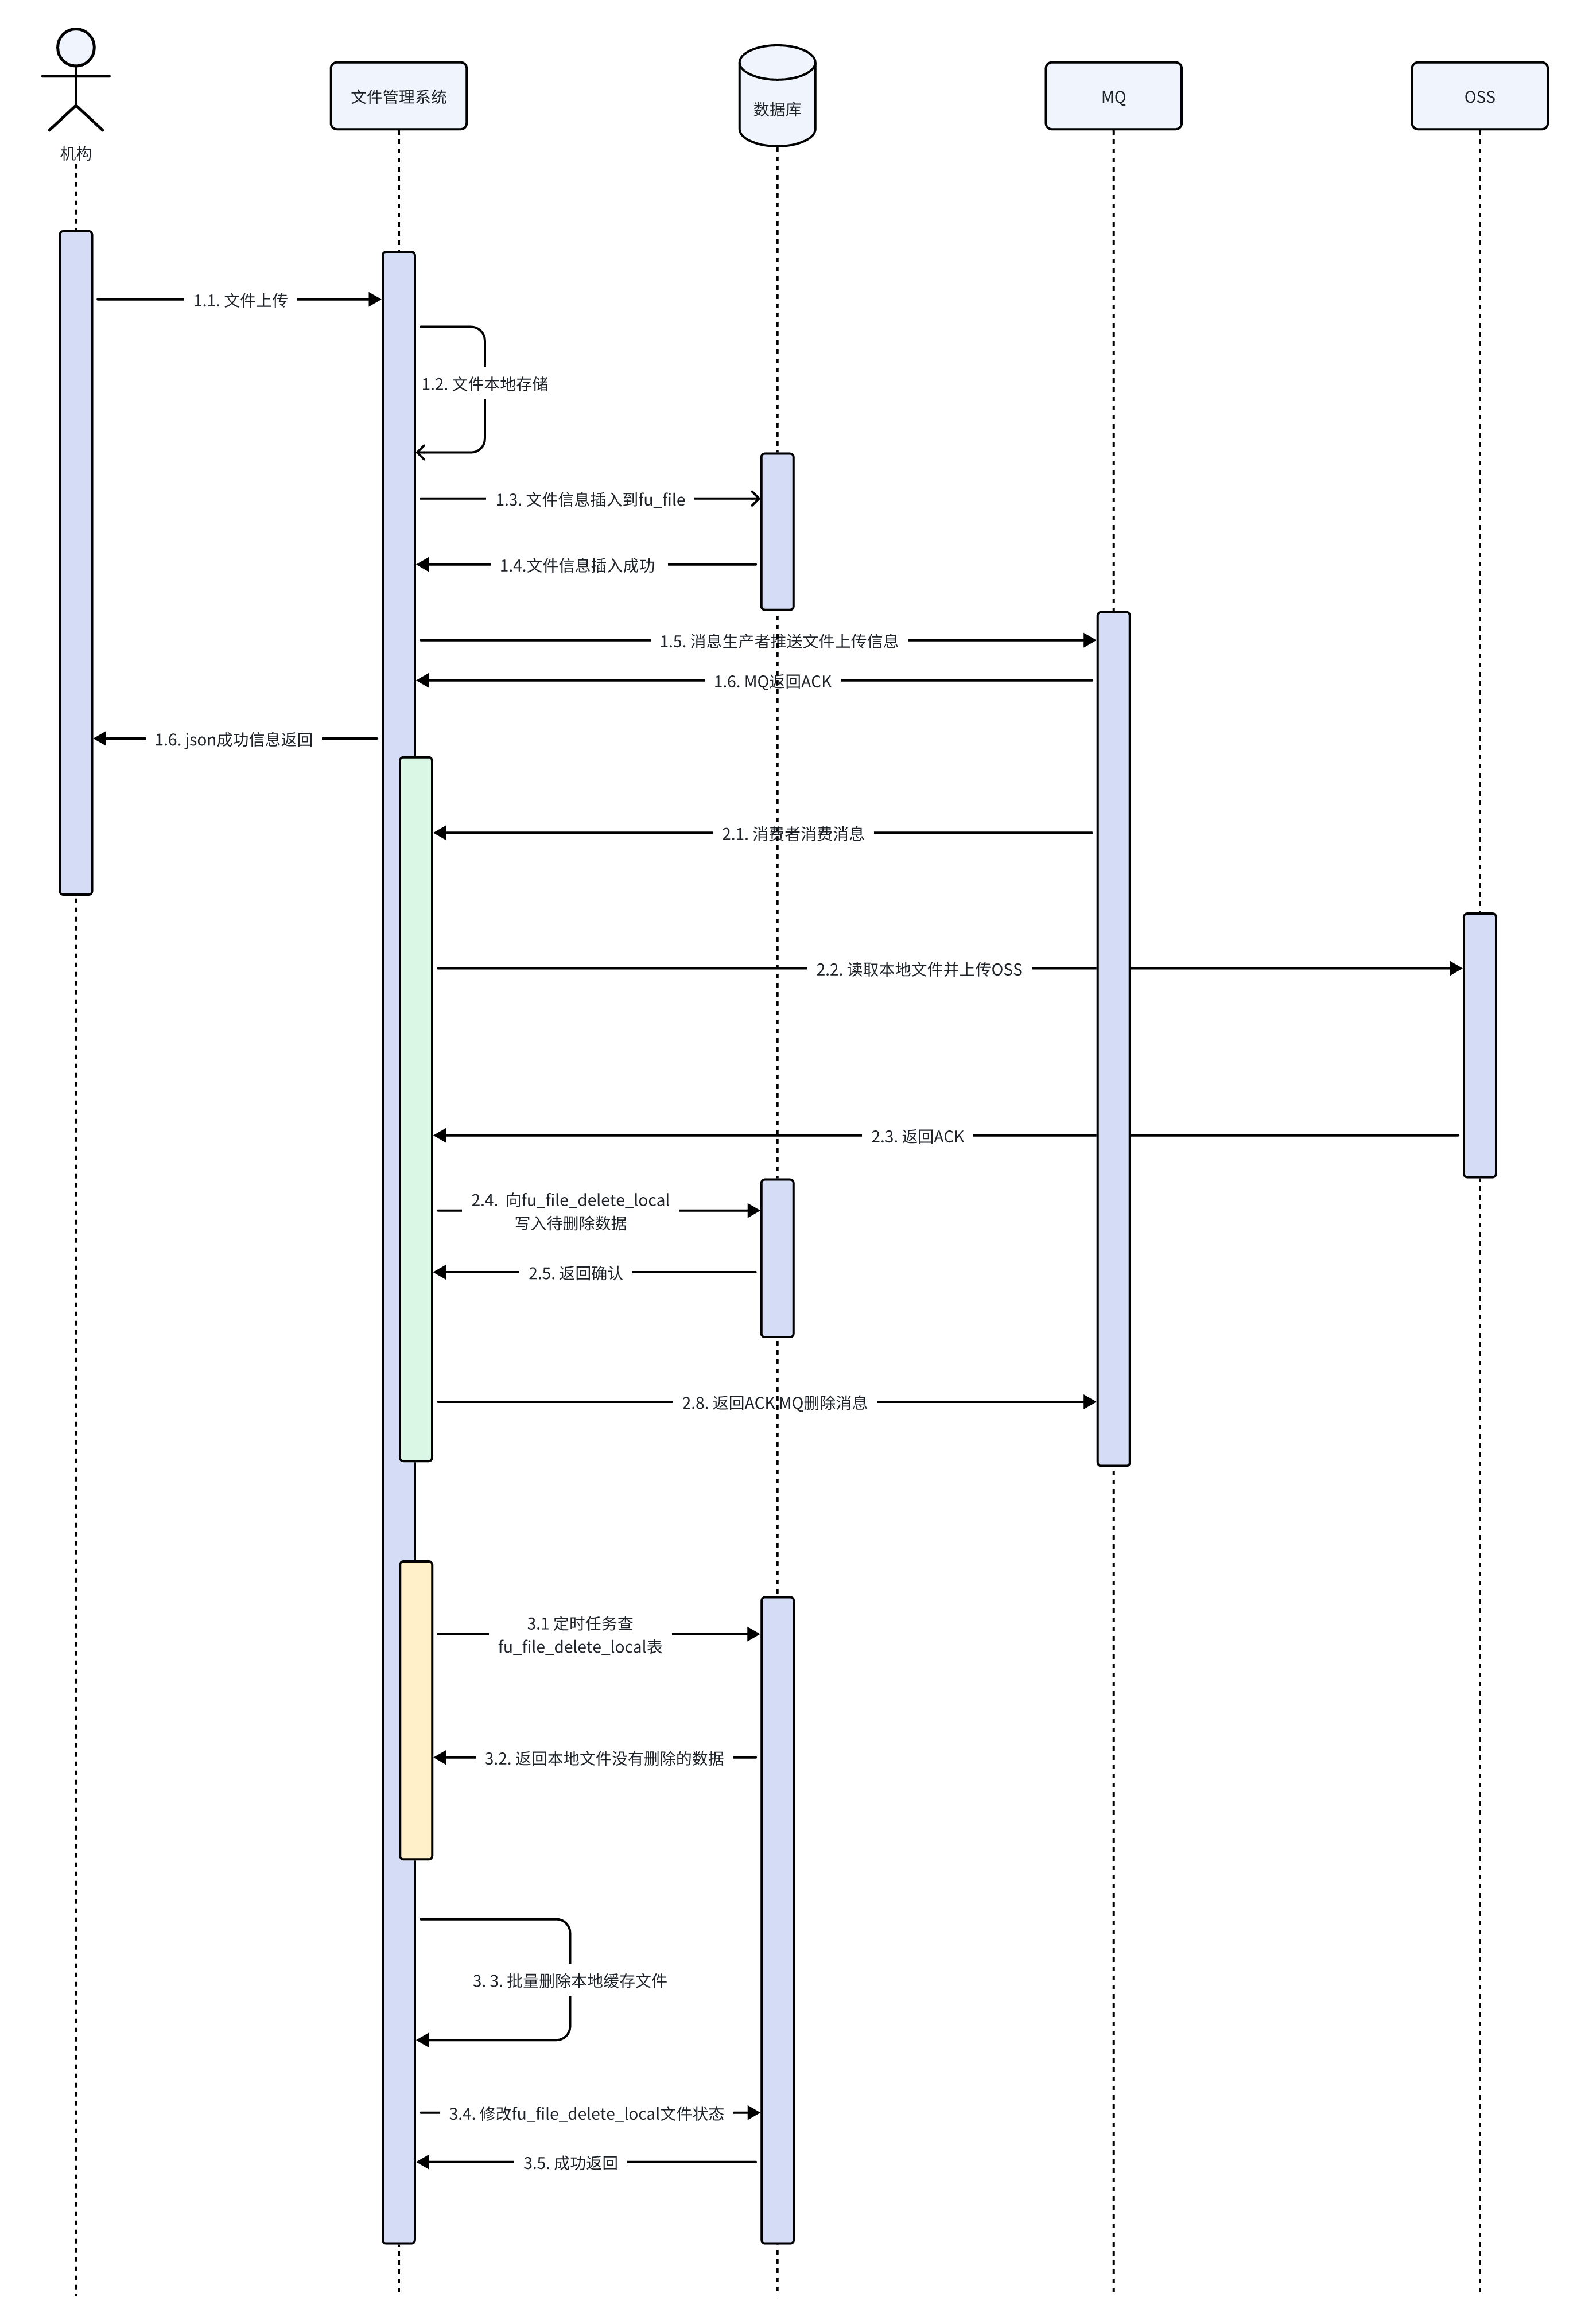 机构
文件管理系统
数据库
MQ
OSS
1.1. 文件上传
1.2. 文件本地存储
1.3. 文件信息插入到fu_file
1.4.文件信息插入成功
1.5. 消息生产者推送文件上传信息
1.6. MQ返回ACK
1.6. json成功信息返回
2.1. 消费者消费消息
2.2. 读取本地文件并上传OSS
2.3. 返回ACK
2.4. 向fu_file_delete_local
写入待删除数据
2.5. 返回确认
2.8. 返回ACK MQ删除消息
3.1 定时任务查
fu_file_delete_local表
3.2. 返回本地文件没有删除的数据
3. 3. 批量删除本地缓存文件
3.4. 修改fu_file_delete_local文件状态
3.5. 成功返回